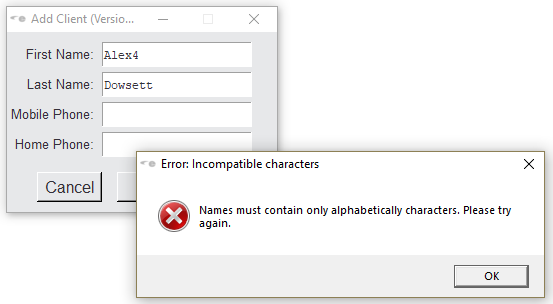 Add Client (Versio...
First Name:
Alex4
Last Name:
Dowsett
Mobile Phone:
Home Phone:
Cancel
Error: Incompatible characters
Names must contain only alphabetically characters. Please try
again.
OK